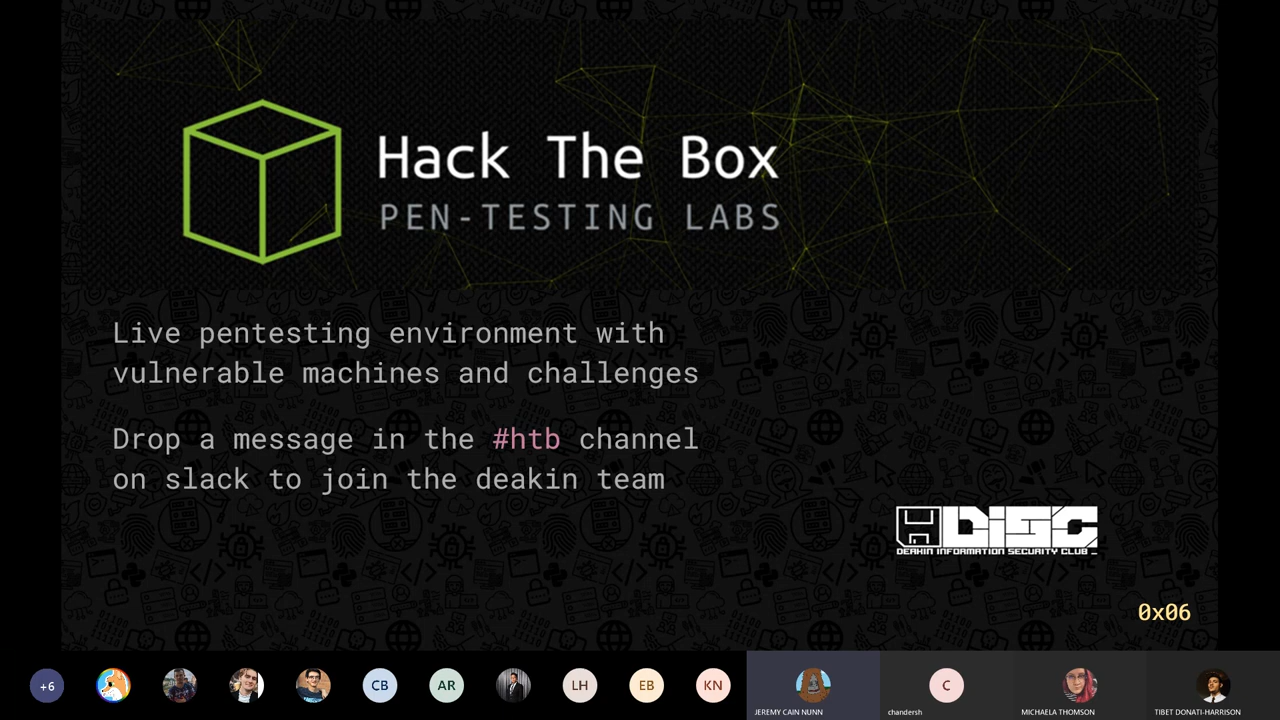 Hack The Box
PEN-TESTING LABS
Live pentesting environment with
vulnerable machines and challenges
Drop a message in the #htb channel
on slack to join the deakin team
DiSC
DEAKIN INFORMATION SECURITY CLUB _
0x06
+6
CB
AR
LH
EB
KN
C
JEREMY CAIN NUNN
chandersh
MICHAELA THOMSON
TIBET DONATI-HARRISON